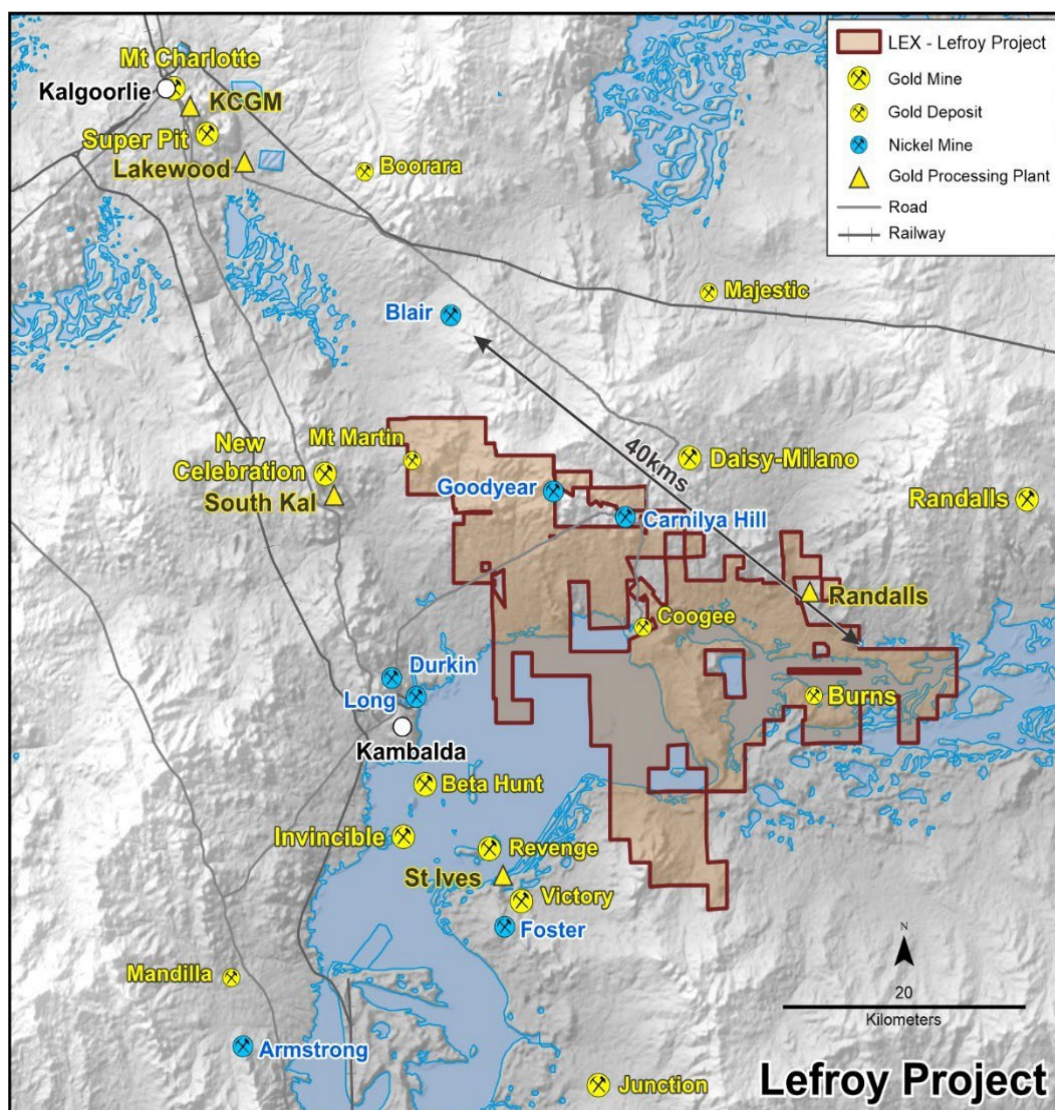 Mt Charlotte
Kalgoorlie
KCGM
Super Pit
Lakewood
Boorara
LEX - Lefroy Project
Gold Mine
Gold Deposit
Nickel Mine
Gold Processing Plant
Road
Railway
Majestic
Blair
40kms
New
Celebration
Mt Martin
South Kal
Goodyear
Carnilya Hill
Daisy-Milano
Randalls
Randalls
Coogee
Burns
Durkin
Long
Kambalda
Beta Hunt
Invincible
Revenge
St Ives
Victory
Foster
Mandilla
Armstrong
Junction
N
20
Kilometers
Lefroy Project